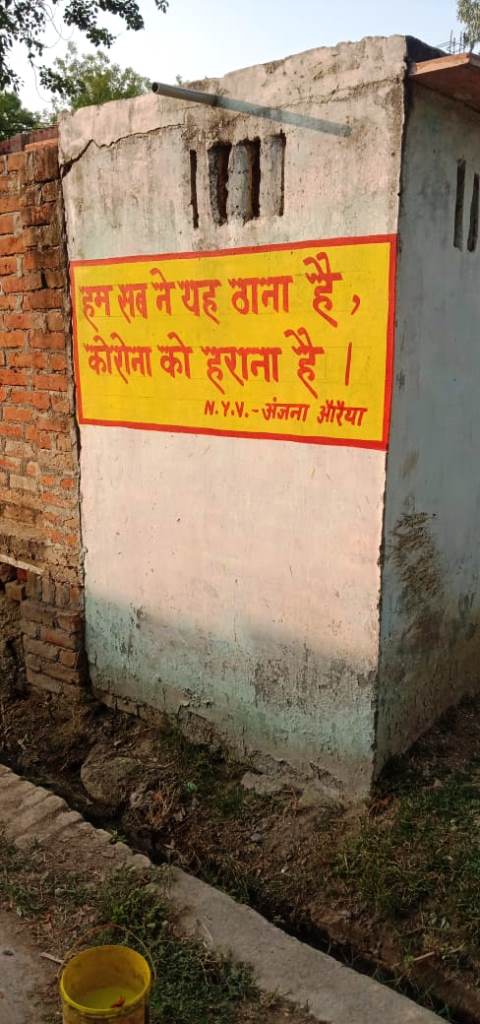 हम सब ने यह ठाना है,
कोरोना को हराना है ।
N.Y.V.-अंजना औरैया